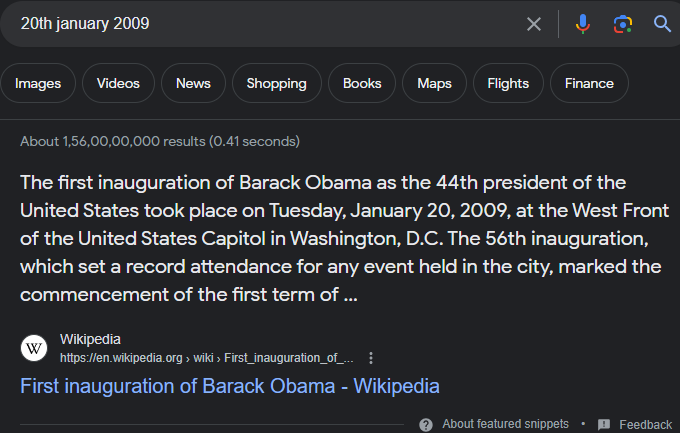 20th january 2009
Images Videos News Shopping Books Maps Flights Finance
About 1,56,00,00,000 results (0.41 seconds)
The first inauguration of Barack Obama as the 44th president of the
United States took place on Tuesday, January 20, 2009, at the West Front
of the United States Capitol in Washington, D.C. The 56th inauguration,
which set a record attendance for any event held in the city, marked the
commencement of the first term of ...
W
Wikipedia
https://en.wikipedia.org › wiki › First_inauguration_of_...
First inauguration of Barack Obama - Wikipedia
About featured snippets • Feedback